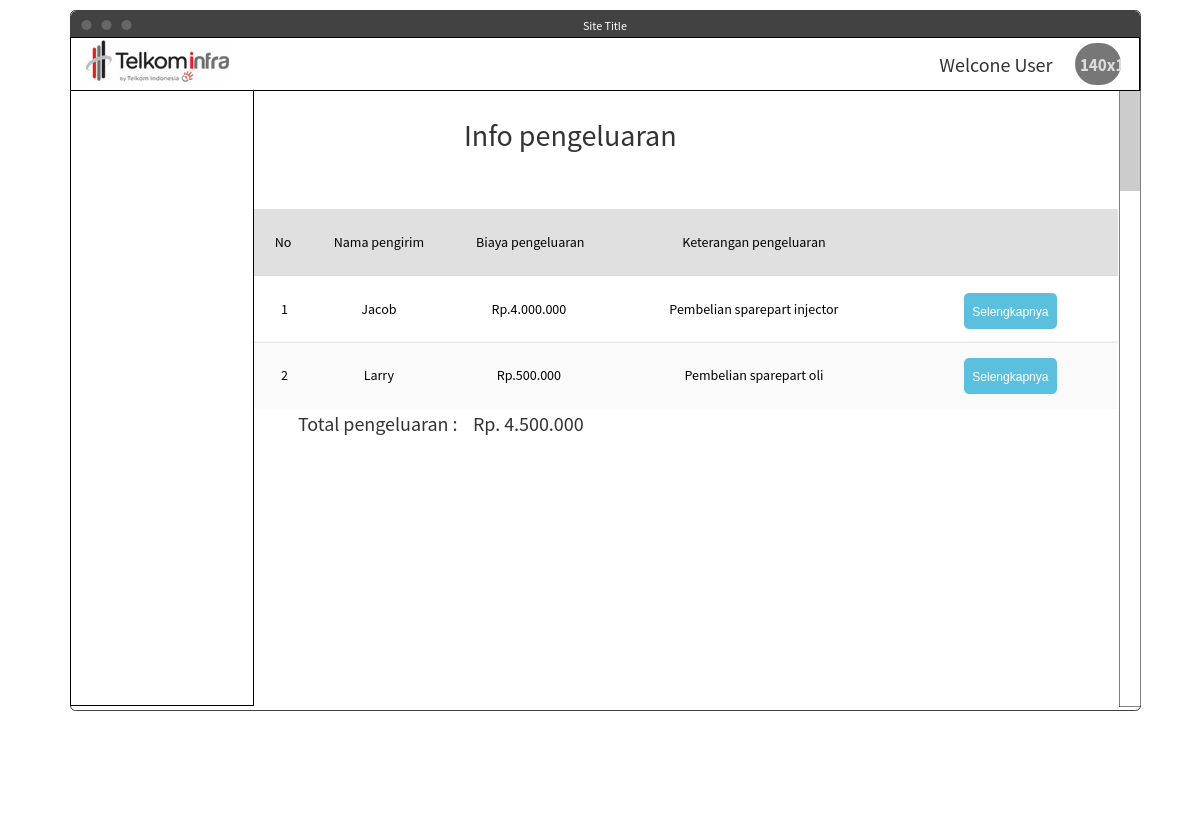 Site Title
Telkominfra
by Telkom Indonesia
Welcone User
140x1
Info pengeluaran
No Nama pengirim Biaya pengeluaran Keterangan pengeluaran
1 Jacob Rp.4.000.000 Pembelian sparepart injector Selengkapnya
2 Larry Rp.500.000 Pembelian sparepart oli Selengkapnya
Total pengeluaran : Rp. 4.500.000